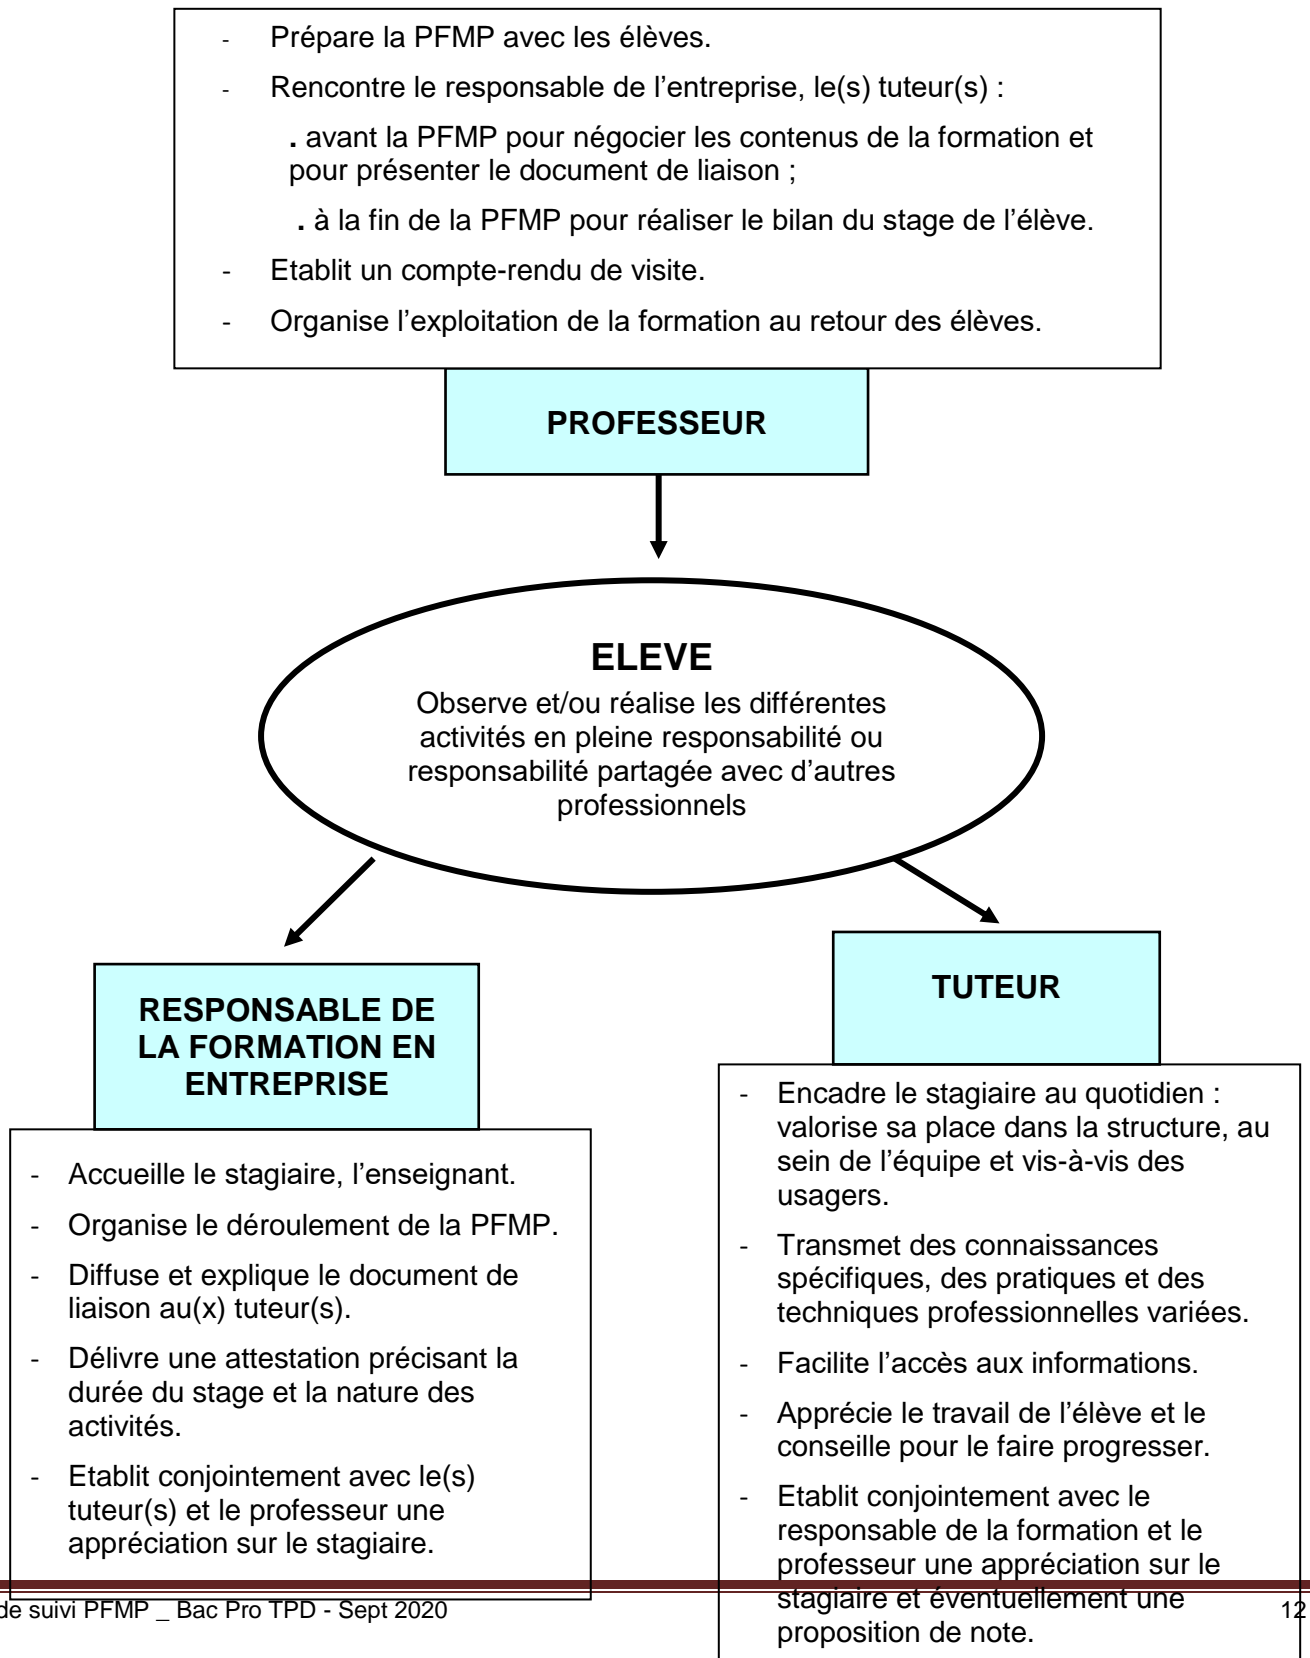 - Prépare la PFMP avec les élèves.
- Rencontre le responsable de l’entreprise, le(s) tuteur(s) :
. avant la PFMP pour négocier les contenus de la formation et
pour présenter le document de liaison ;
. à la fin de la PFMP pour réaliser le bilan du stage de l’élève.
- Etablit un compte-rendu de visite.
- Organise l’exploitation de la formation au retour des élèves.
PROFESSEUR
ELEVE
Observe et/ou réalise les différentes
activités en pleine responsabilité ou
responsabilité partagée avec d’autres
professionnels
RESPONSABLE DE
LA FORMATION EN
ENTREPRISE
- Accueille le stagiaire, l’enseignant.
- Organise le déroulement de la PFMP.
- Diffuse et explique le document de
liaison au(x) tuteur(s).
- Délivre une attestation précisant la
durée du stage et la nature des
activités.
- Etablit conjointement avec le(s)
tuteur(s) et le professeur une
appréciation sur le stagiaire.
TUTEUR
- Encadre le stagiaire au quotidien :
valorise sa place dans la structure, au
sein de l’équipe et vis-à-vis des
usagers.
- Transmet des connaissances
spécifiques, des pratiques et des
techniques professionnelles variées.
- Facilite l’accès aux informations.
- Apprécie le travail de l’élève et le
conseille pour le faire progresser.
- Etablit conjointement avec le
responsable de la formation et le
professeur une appréciation sur le
stagiaire et éventuellement une
proposition de note.
de suivi PFMP _ Bac Pro TPD - Sept 2020
12